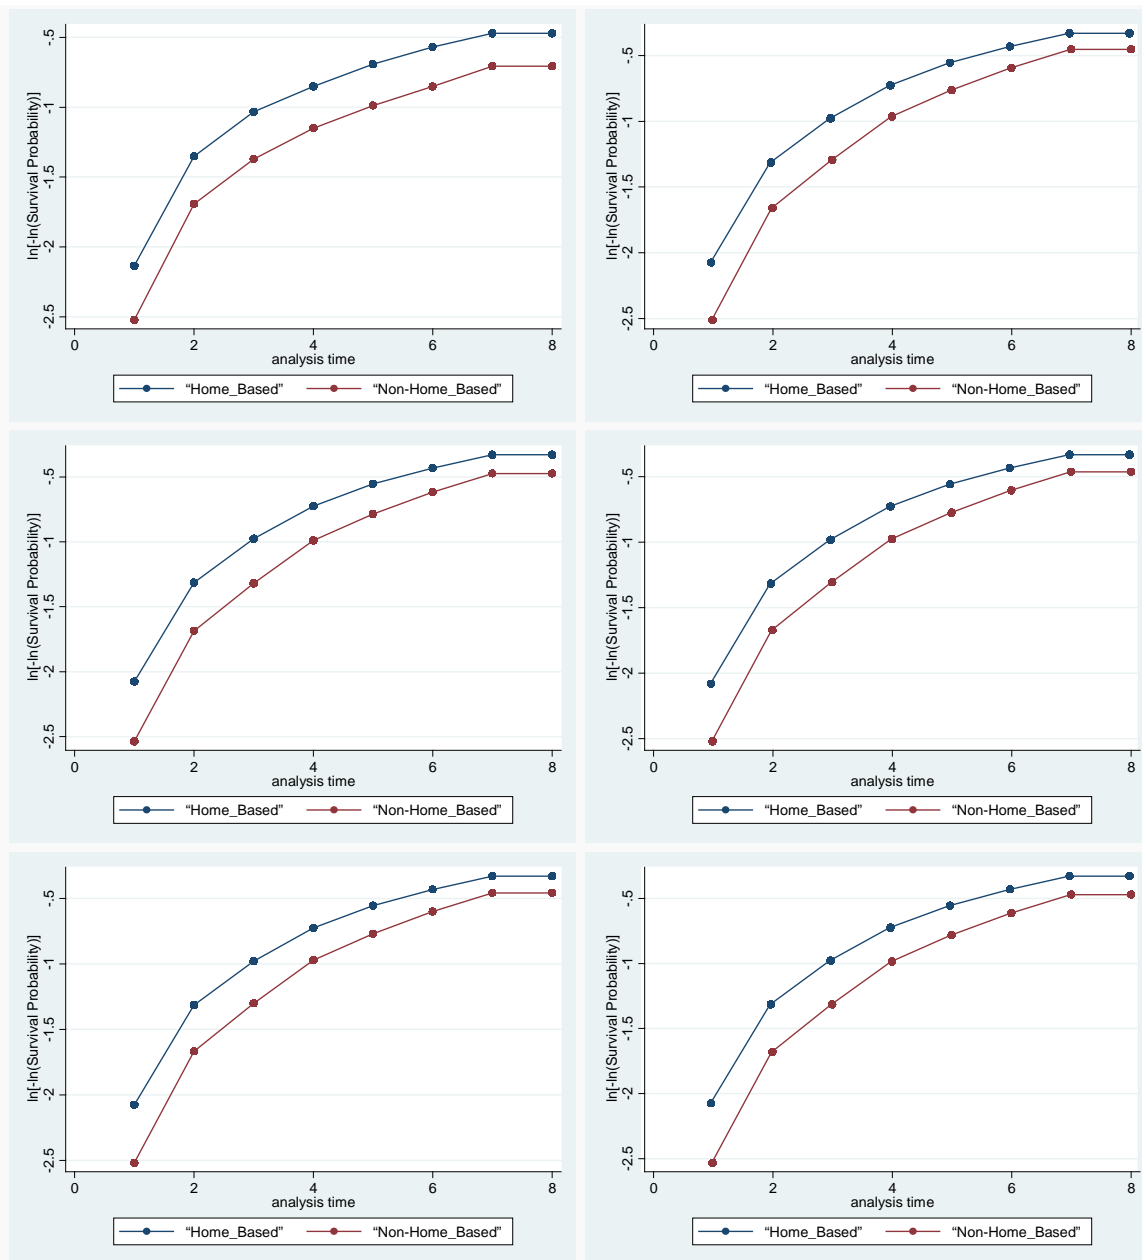 ln[-ln(Survival Probability)]
-.5
-1
-1.5
-2
-2.5
0 2 4 6 8
analysis time
“Home_Based” “Non-Home_Based”
ln[-ln(Survival Probability)]
-.5
-1
-1.5
-2
-2.5
0 2 4 6 8
analysis time
“Home_Based” “Non-Home_Based”
ln[-ln(Survival Probability)]
-.5
-1
-1.5
-2
-2.5
0 2 4 6 8
analysis time
“Home_Based” “Non-Home_Based”
ln[-ln(Survival Probability)]
-.5
-1
-1.5
-2
-2.5
0 2 4 6 8
analysis time
“Home_Based” “Non-Home_Based”
ln[-ln(Survival Probability)]
-.5
-1
-1.5
-2
-2.5
0 2 4 6 8
analysis time
“Home_Based” “Non-Home_Based”
ln[-ln(Survival Probability)]
-.5
-1
-1.5
-2
-2.5
0 2 4 6 8
analysis time
“Home_Based” “Non-Home_Based”